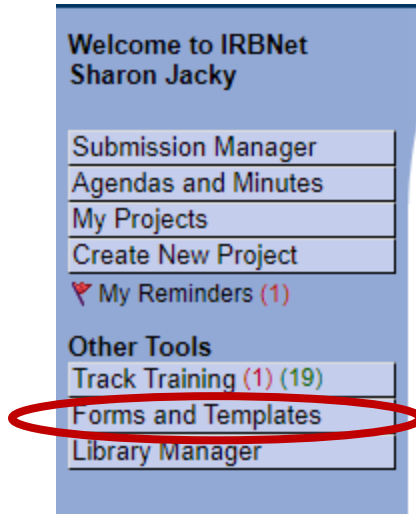 Welcome to IRBNet
Sharon Jacky
Submission Manager
Agendas and Minutes
My Projects
Create New Project
My Reminders (1)
Other Tools
Track Training (1) (19)
Forms and Templates
Library Manager